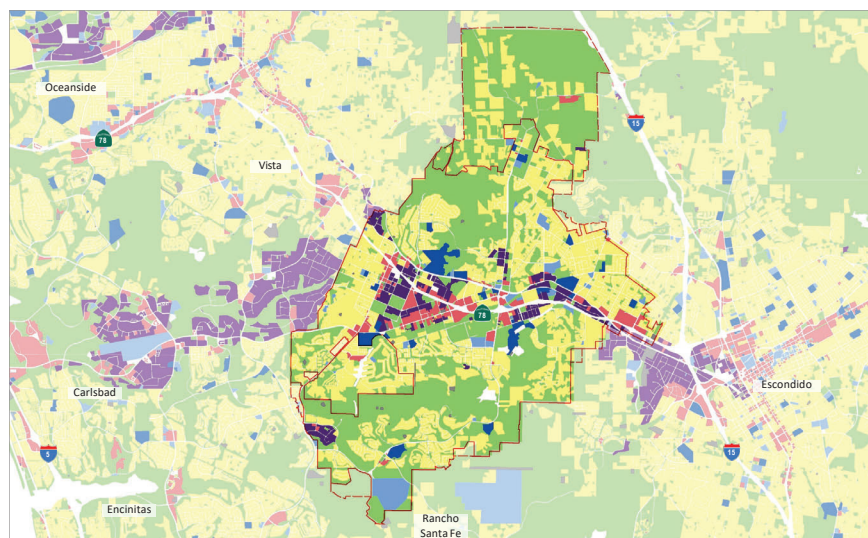 Oceanside
78
15
Vista
78
Carlsbad
Escondido
5
15
Encinitas
Rancho
Santa Fe